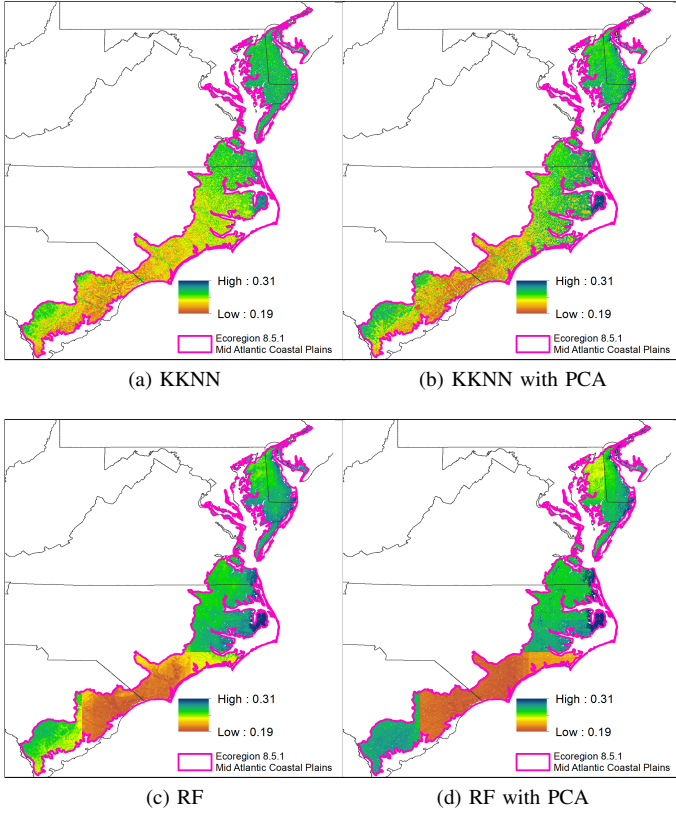 High : 0.31
Low : 0.19
Ecoregion 8.5.1
Mid Atlantic Coastal Plains
(a) KKNN
High : 0.31
Low : 0.19
Ecoregion 8.5.1
Mid Atlantic Coastal Plains
(b) KKNN with PCA
High : 0.31
Low : 0.19
Ecoregion 8.5.1
Mid Atlantic Coastal Plains
(c) RF
High : 0.31
Low : 0.19
Ecoregion 8.5.1
Mid Atlantic Coastal Plains
(d) RF with PCA